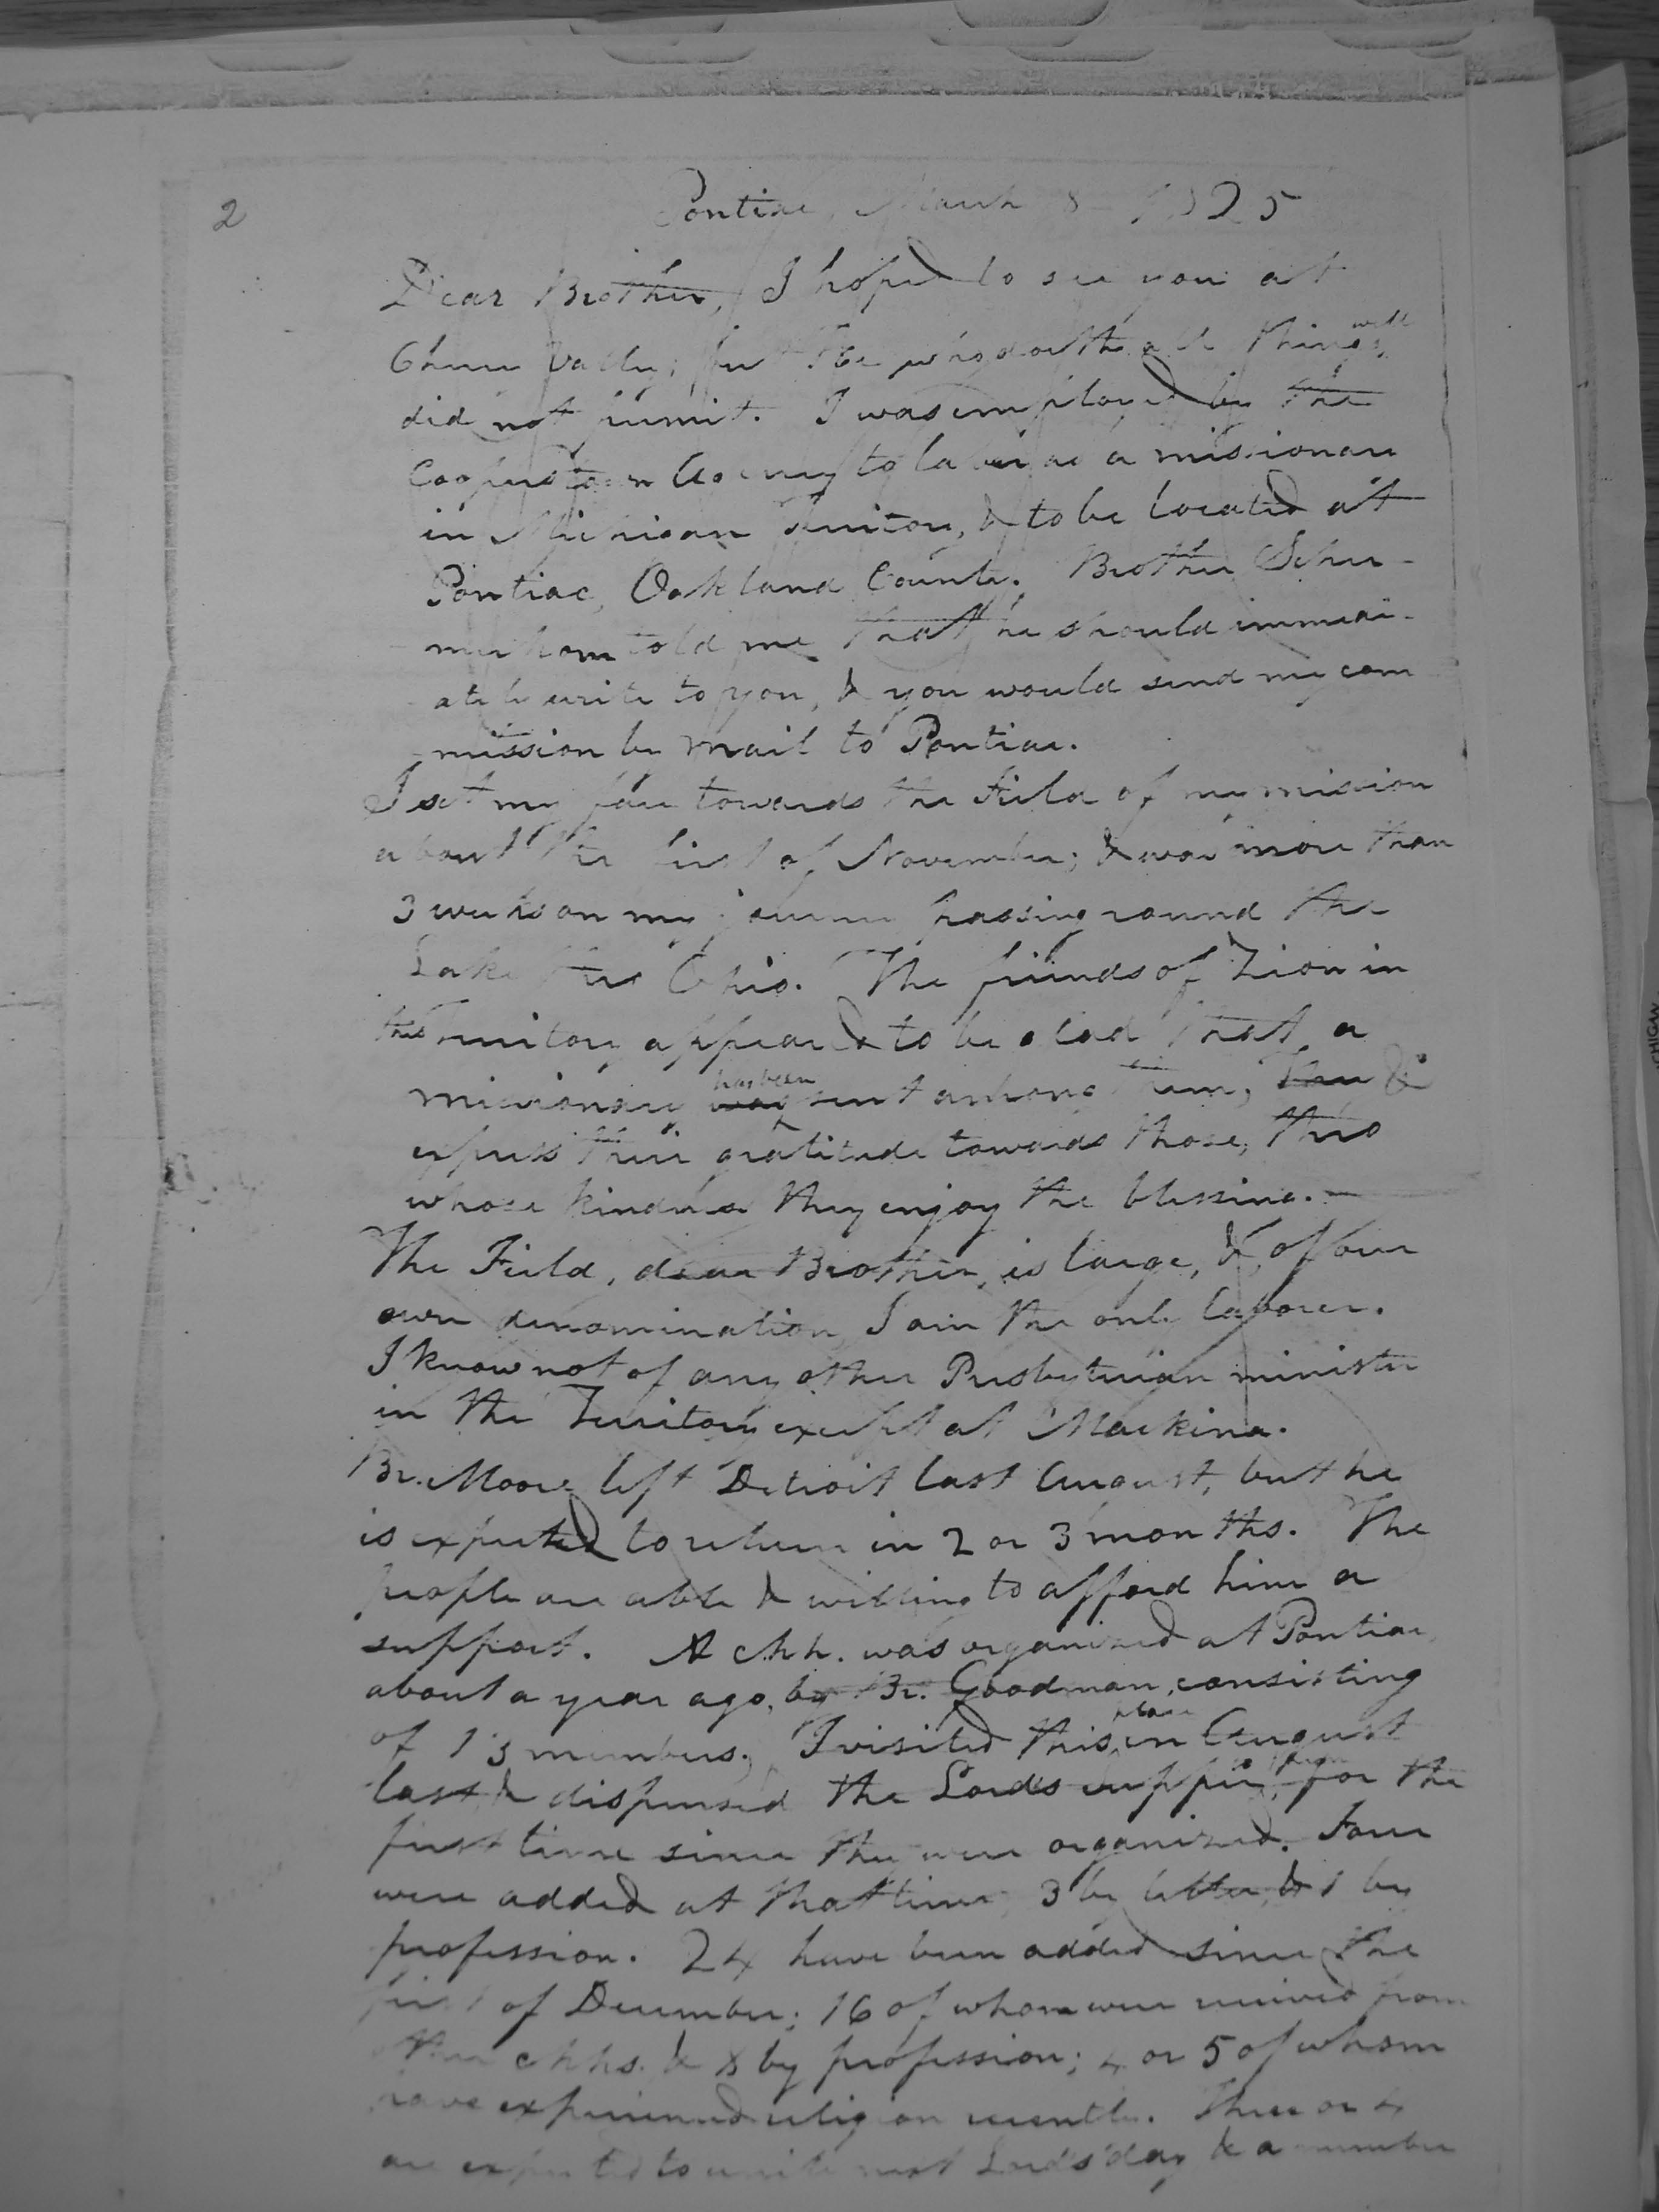 2
Pontiac, March 8 1825
Dear Brother, I hoped to see you at
Cherry Valley; but He who doeth all things well
did not permit. I was employed by the
Cooperstown Agency to labor as a missionary
in Michigan Territory, & to be located at
Pontiac, Oakland County. Brother Scher-
merhorn told me that he should immedi-
ately write to you, & you would send my com
mission by mail to Pontiac.
I set my face towards the Field of my mission
about the first of November; & was more than
3 weeks on my journey passing round the
Lake thro Ohio. The friends of Zion in
this Territory appeared to be glad that a
missionary has been sent among them, &
express their gratitude towards those, thro
whose kindness they enjoy the blessing.—
The Field, dear Brother, is large, & of our
own denomination, I am the only laborer.
I know not of any other Presbyterian minister
in the Territory except at Mackina.
Br. Moore left Detroit last August, but he
is expected to return in 2 or 3 months. The
people are able & willing to afford him a
support. A chh. was organized at Pontiac
about a year ago, by Br. Goodman, consisting
of 13 members. I visited this place in August
last & dispensed the Lords supper, for the
first time since they were organized. Four
were added at that time, 3 by letter, & 1 by
profession. 24 have been added since the
first of December; 16 of whom were received from
other chhs. & 8 by profession; 4 or 5 of whom
have experienced religion recently. Three or 4
are expected to unite next Lord's day & a number